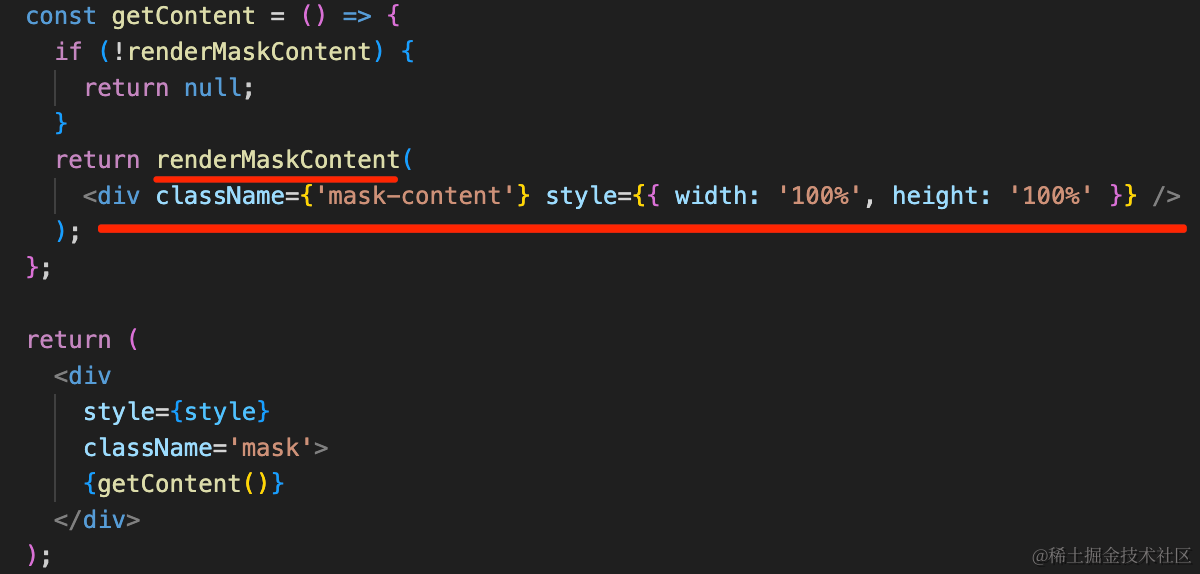 const getContent = () => {
  if (!renderMaskContent) {
    return null;
  }
  return renderMaskContent(
    <div className={'mask-content'} style={{ width: '100%', height: '100%' }} />
  );
};

return (
  <div
    style={style}
    className='mask'>
    {getContent()}
  </div>
);
@稀土掘金技术社区